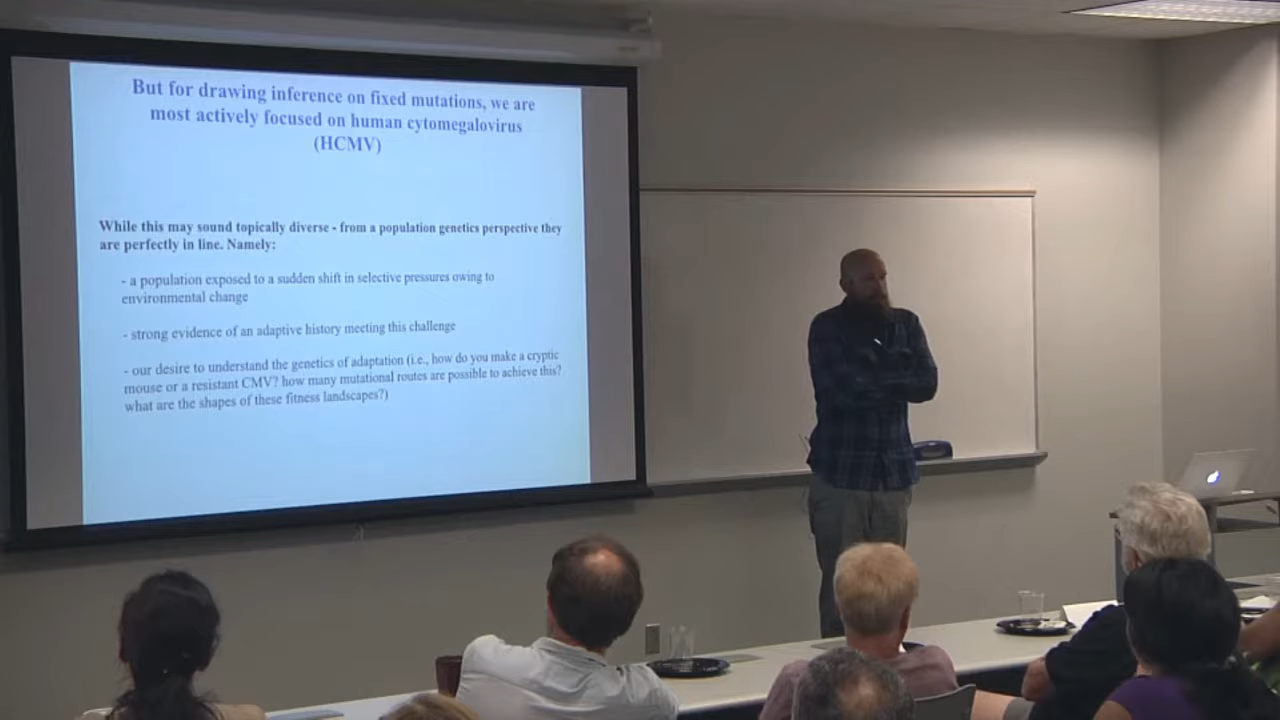 But for drawing inference on fixed mutations, we are
most actively focused on human cytomegalovirus
(HCMV)
While this may sound topically diverse - from a population genetics perspective they
are perfectly in line. Namely:
- a population exposed to a sudden shift in selective pressures owing to
environmental change
- strong evidence of an adaptive history meeting this challenge
- our desire to understand the genetics of adaptation (i.e., how do you make a cryptic
mouse or a resistant CMV? how many mutational routes are possible to achieve this?
what are the shapes of these fitness landscapes?)